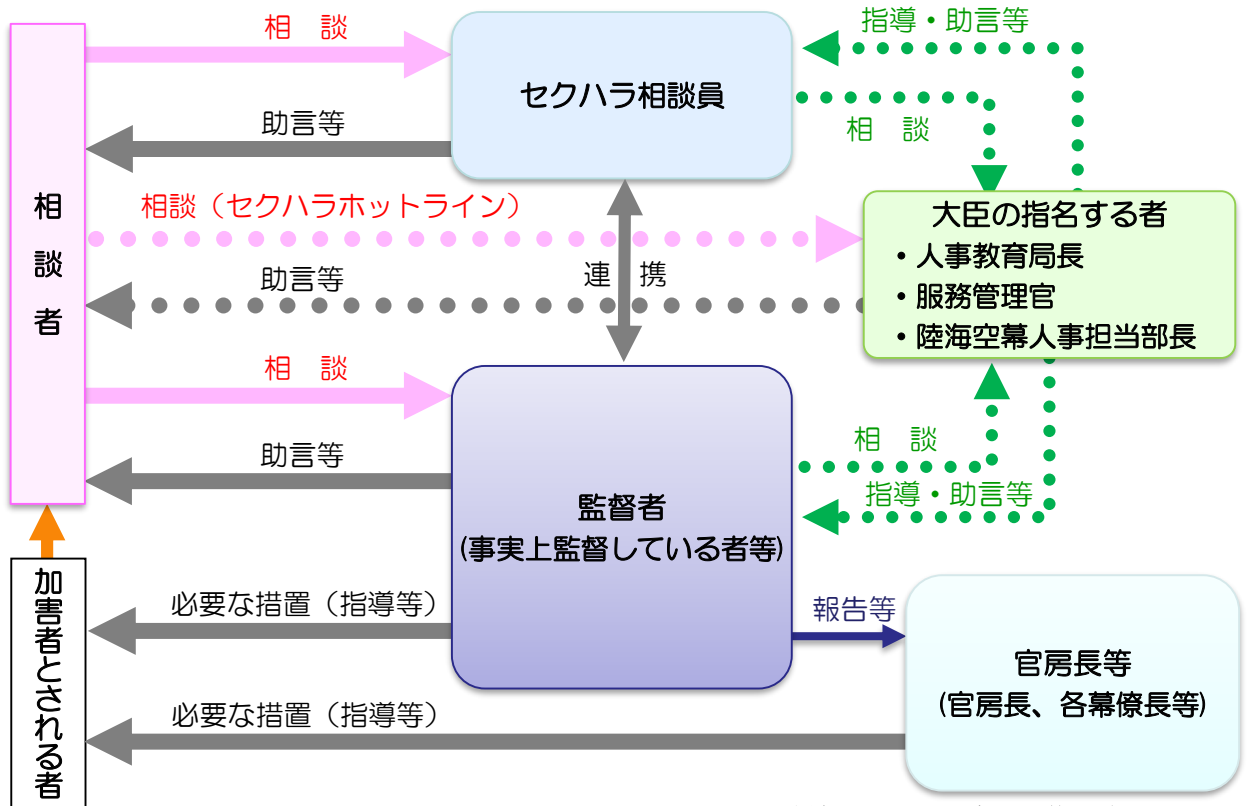 相　談
指導・助言等
セクハラ相談員
助言等
相　談
相談者
相談（セクハラホットライン）
大臣の指名する者
・人事教育局長
・服務管理官
・陸海空幕人事担当部長
助言等
連　携
相　談
助言等
相　談
指導・助言等
監督者
(事実上監督している者等)
加害者とされる者
必要な措置（指導等）
報告等
官房長等
(官房長、各幕僚長等)
必要な措置（指導等）